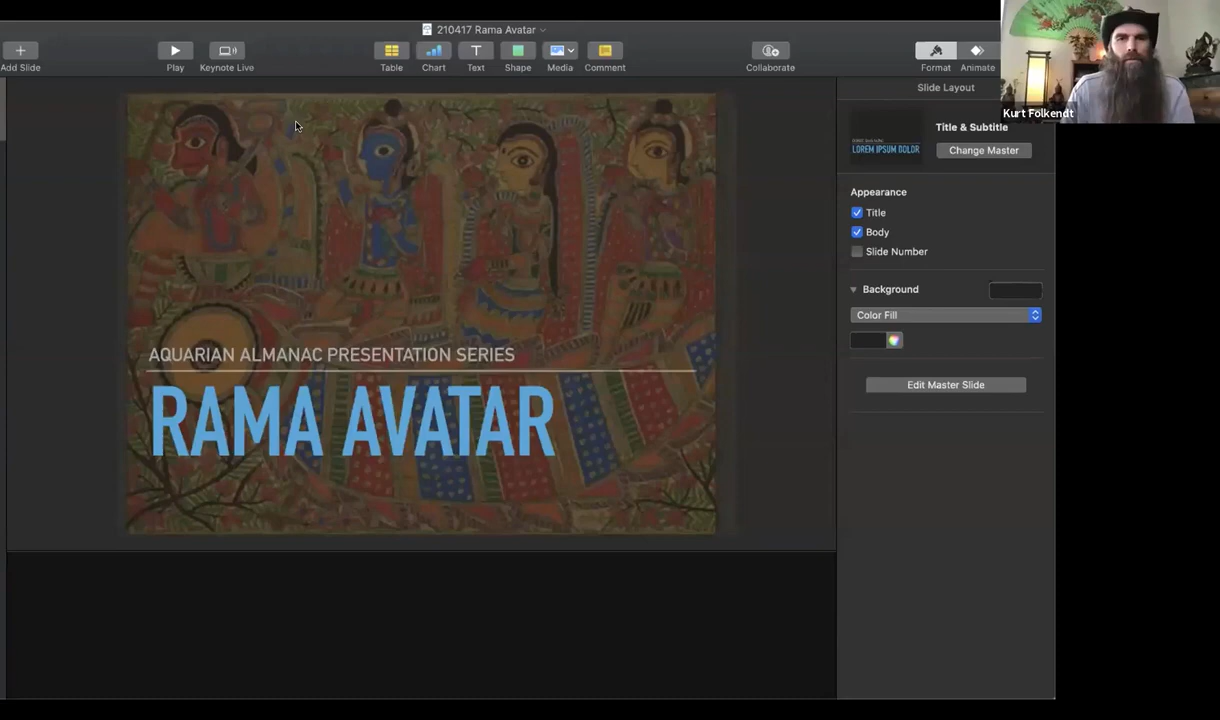 210417 Rama Avatar
Add Slide
Play
Keynote Live
Table
Chart
Text
Shape
Media
Comment
Collaborate
Format
Animate
Kurt Folkendt
Slide Layout
LOREM IPSUM DOLOR
Title & Subtitle
Change Master
Appearance
Title
Body
Slide Number
Background
Color Fill
Edit Master Slide
AQUARIAN ALMANAC PRESENTATION SERIES
RAMA AVATAR